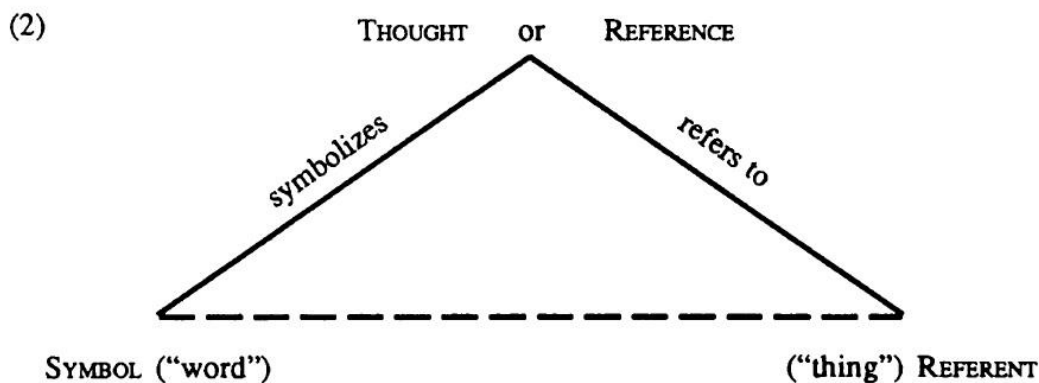 (2)
THOUGHT or REFERENCE
symbolizes
refers to
SYMBOL ("word")
("thing") REFERENT